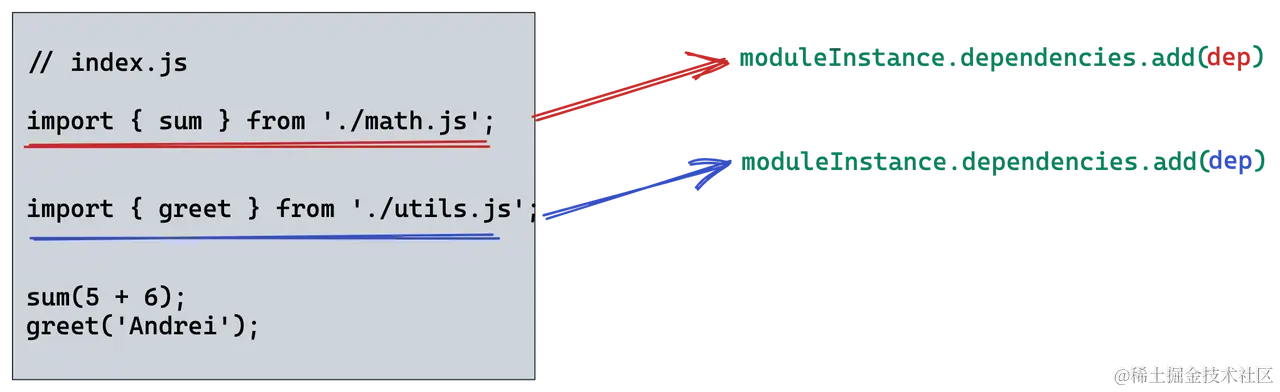 // index.js
import { sum } from './math.js';
import { greet } from './utils.js';
sum(5 + 6);
greet('Andrei');
moduleInstance.dependencies.add(dep)
moduleInstance.dependencies.add(dep)
@稀土掘金技术社区